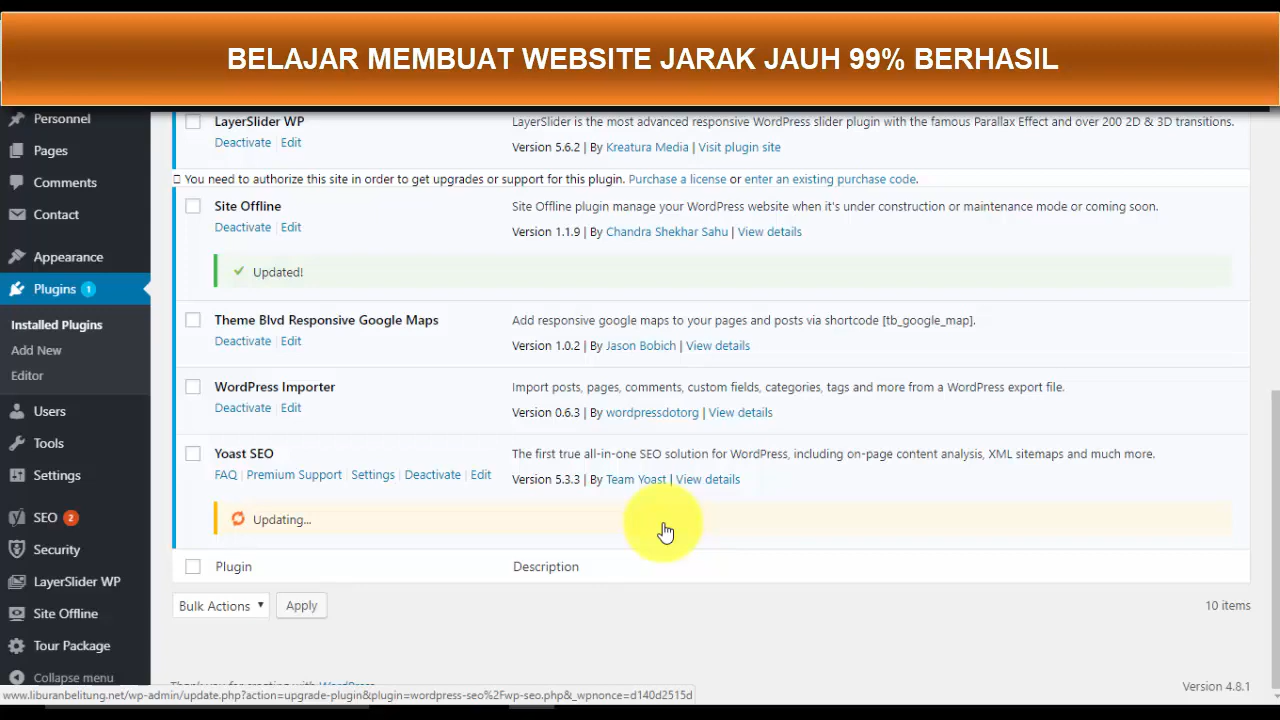 BELAJAR MEMBUAT WEBSITE JARAK JAUH 99% BERHASIL
Personnel
Pages
Comments
Contact
Appearance
Plugins 1
Installed Plugins
Add New
Editor
Users
Tools
Settings
SEO 2
Security
LayerSlider WP
Site Offline
Tour Package
Collapse menu
LayerSlider WP
Deactivate | Edit
LayerSlider is the most advanced responsive WordPress slider plugin with the famous Parallax Effect and over 200 2D & 3D transitions.
Version 5.6.2 | By Kreatura Media | Visit plugin site
You need to authorize this site in order to get upgrades or support for this plugin. Purchase a license or enter an existing purchase code.
Site Offline
Deactivate | Edit
Site Offline plugin manage your WordPress website when it's under construction or maintenance mode or coming soon.
Version 1.1.9 | By Chandra Shekhar Sahu | View details
Updated!
Theme Blvd Responsive Google Maps
Deactivate | Edit
Add responsive google maps to your pages and posts via shortcode [tb_google_map].
Version 1.0.2 | By Jason Bobich | View details
WordPress Importer
Deactivate | Edit
Import posts, pages, comments, custom fields, categories, tags and more from a WordPress export file.
Version 0.6.3 | By wordpressdotorg | View details
Yoast SEO
FAQ | Premium Support | Settings | Deactivate | Edit
The first true all-in-one SEO solution for WordPress, including on-page content analysis, XML sitemaps and much more.
Version 5.3.3 | By Team Yoast | View details
Updating...
Plugin
Description
Bulk Actions
Apply
10 items
Thank you for creating with WordPress
Version 4.8.1
www.liburanbelitung.net/wp-admin/update.php?action=upgrade-plugin&plugin=wordpress-seo%2Fwp-seo.php&_wpnonce=d140d2515d